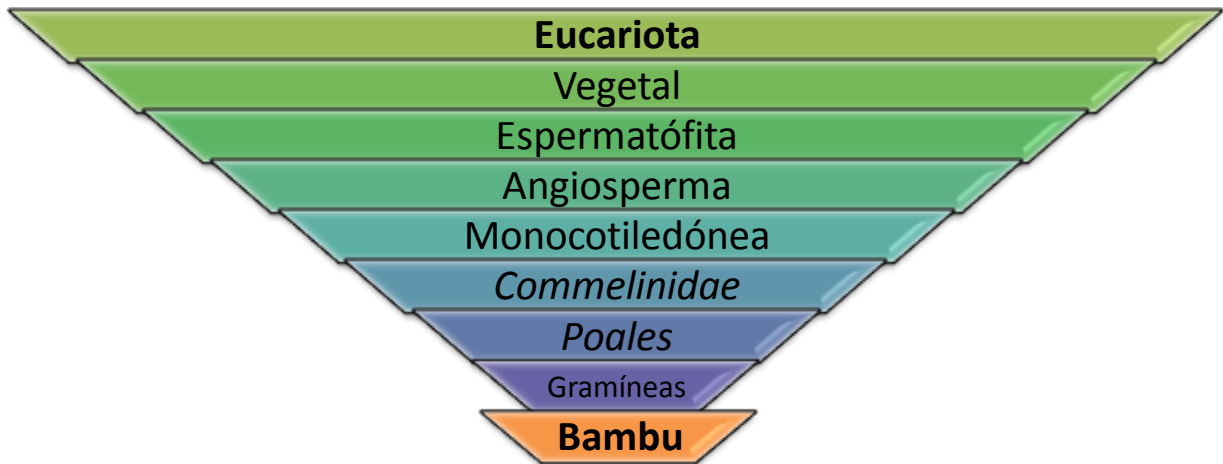 Eucariota
Vegetal
Espermatófita
Angiosperma
Monocotiledónea
Commelinidae
Poales
Gramíneas
Bambu